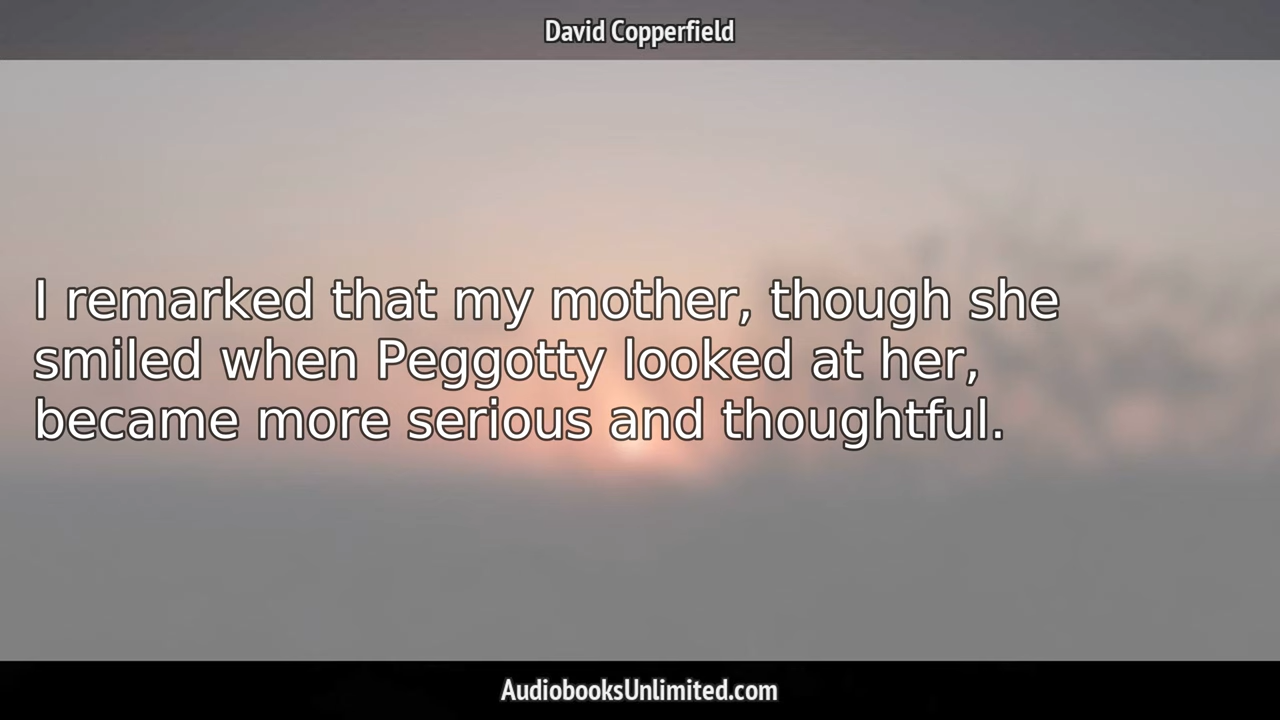 David Copperfield
I remarked that my mother, though she
smiled when Peggotty looked at her,
became more serious and thoughtful.
AudiobooksUnlimited.com